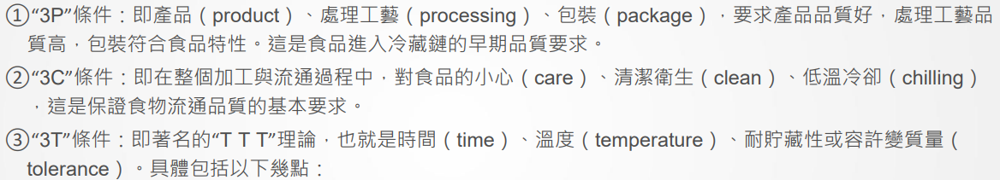 ①“3P”條件：即產品（product）、處理工藝（processing）、包裝（package），要求產品品質好，處理工藝品
質高，包裝符合食品特性。這是食品進入冷藏鏈的早期品質要求。
②“3C”條件：即在整個加工與流通過程中，對食品的小心（care）、清潔衛生（clean）、低溫冷卻（chilling）
，這是保證食物流通品質的基本要求。
③“3T”條件：即著名的“T T T”理論，也就是時間（time）、溫度（temperature）、耐貯藏性或容許變質量（
tolerance）。具體包括以下幾點：